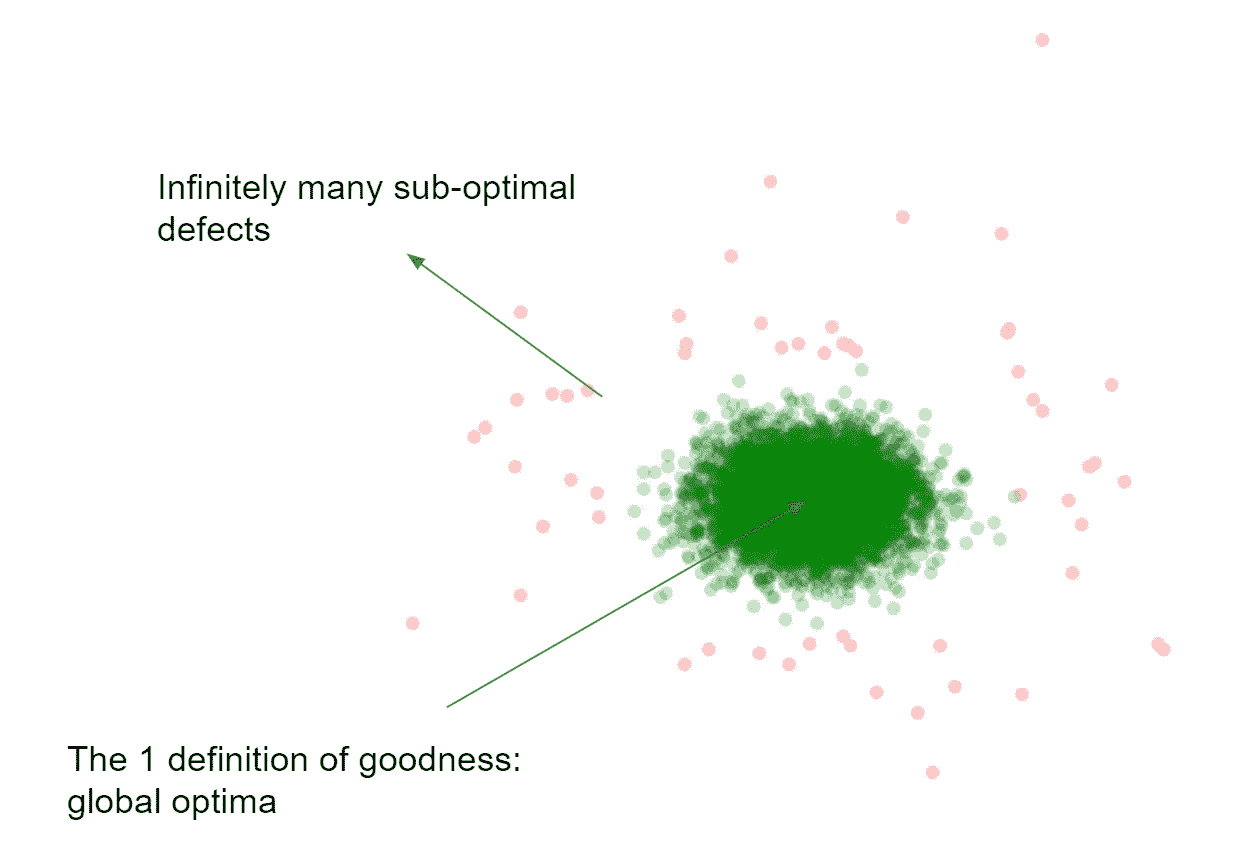 Infinitely many sub-optimal
defects
The 1 definition of goodness:
global optima